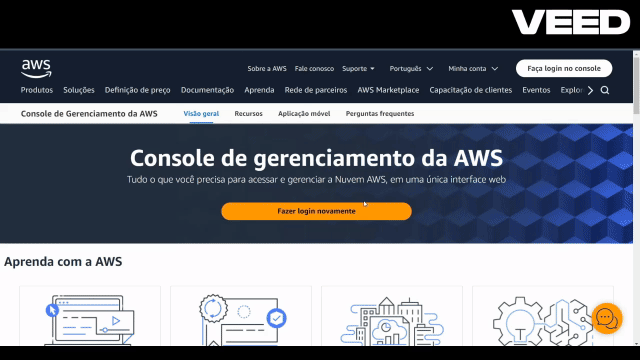 VEED
aws
Sobre a AWS Fale conosco Suporte Português Minha conta Faça login no console
Produtos Soluções Definição de preço Documentação Aprenda Rede de parceiros AWS Marketplace Capacitação de clientes Eventos Explor
Console de Gerenciamento da AWS Visão geral Recursos Aplicação móvel Perguntas frequentes
Console de gerenciamento da AWS
Tudo o que você precisa para acessar e gerenciar a Nuvem AWS, em uma única interface web
Fazer login novamente
Aprenda com a AWS